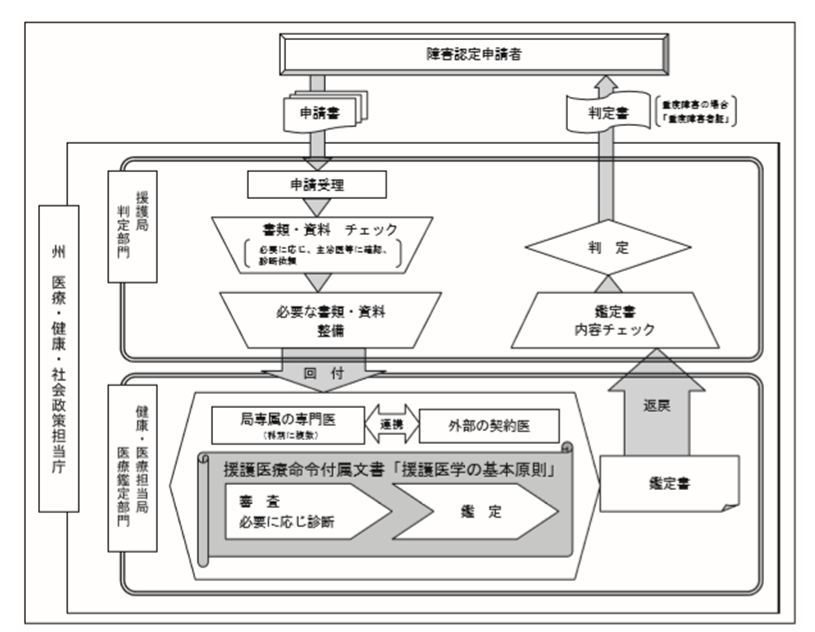 障害認定申請者
申請書
判定書
重度障害の場合
「重度障害者証」
州 医療・健康・社会政策担当庁
援護局
判定部門
申請受理
書類・資料 チェック
必要に応じ、主治医等に確認、
診断依頼
必要な書類・資料
整備
判 定
鑑定書
内容チェック
回 付
返戻
健康・医療担当局
医療鑑定部門
局専属の専門医
(科別に複数)
連携
外部の契約医
援護医療命令付属文書「援護医学の基本原則」
審 査
必要に応じ診断
鑑 定
鑑定書